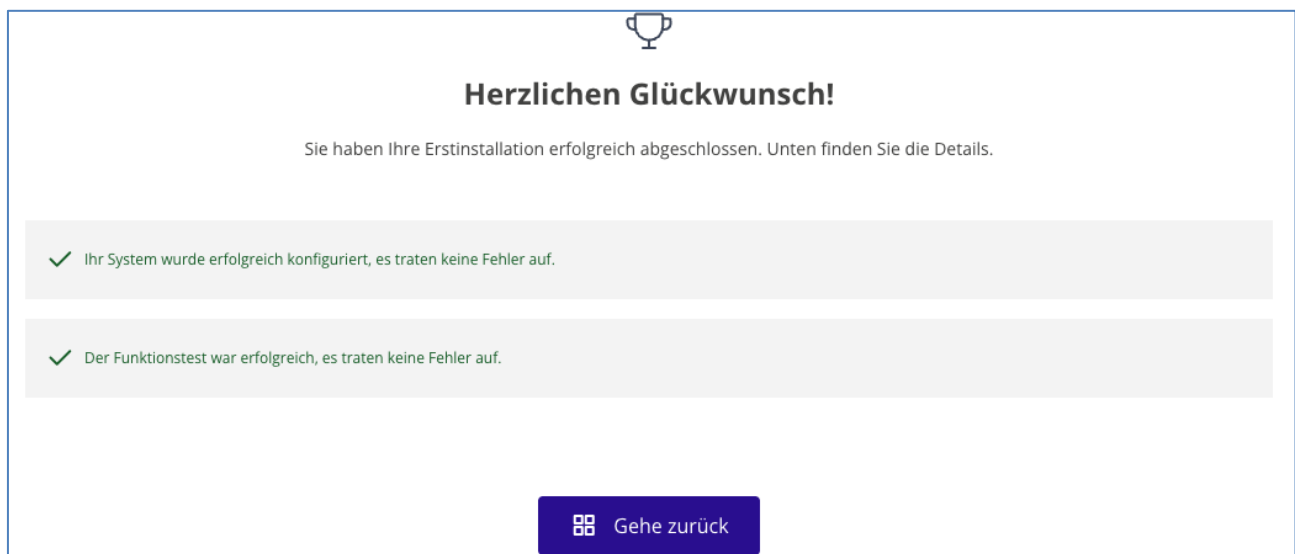 Herzlichen Glückwunsch!
Sie haben Ihre Erstinstallation erfolgreich abgeschlossen. Unten finden Sie die Details.
Ihr System wurde erfolgreich konfiguriert, es traten keine Fehler auf.
Der Funktionstest war erfolgreich, es traten keine Fehler auf.
Gehe zurück